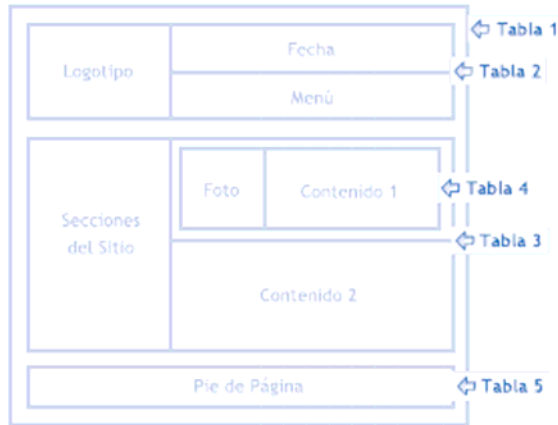 Tabla 1
Fecha
Logotipo
Tabla 2
Menú
Foto
Contenido 1
Tabla 4
Secciones
del Sitio
Tabla 3
Contenido 2
Pie de Página
Tabla 5